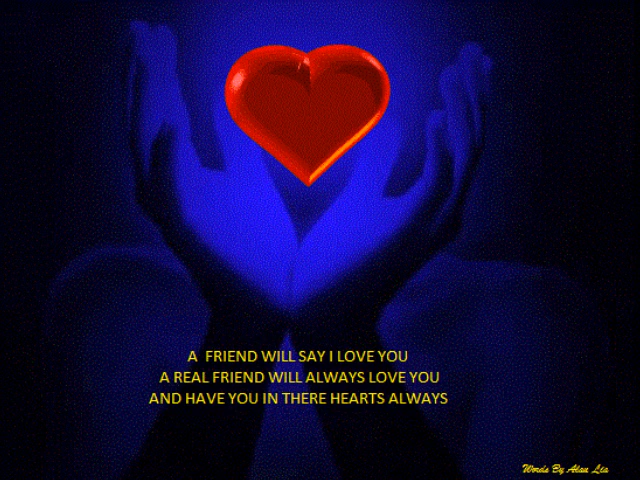 A FRIEND WILL SAY I LOVE YOU
A REAL FRIEND WILL ALWAYS LOVE YOU
AND HAVE YOU IN THERE HEARTS ALWAYS
Words By Alan Lia